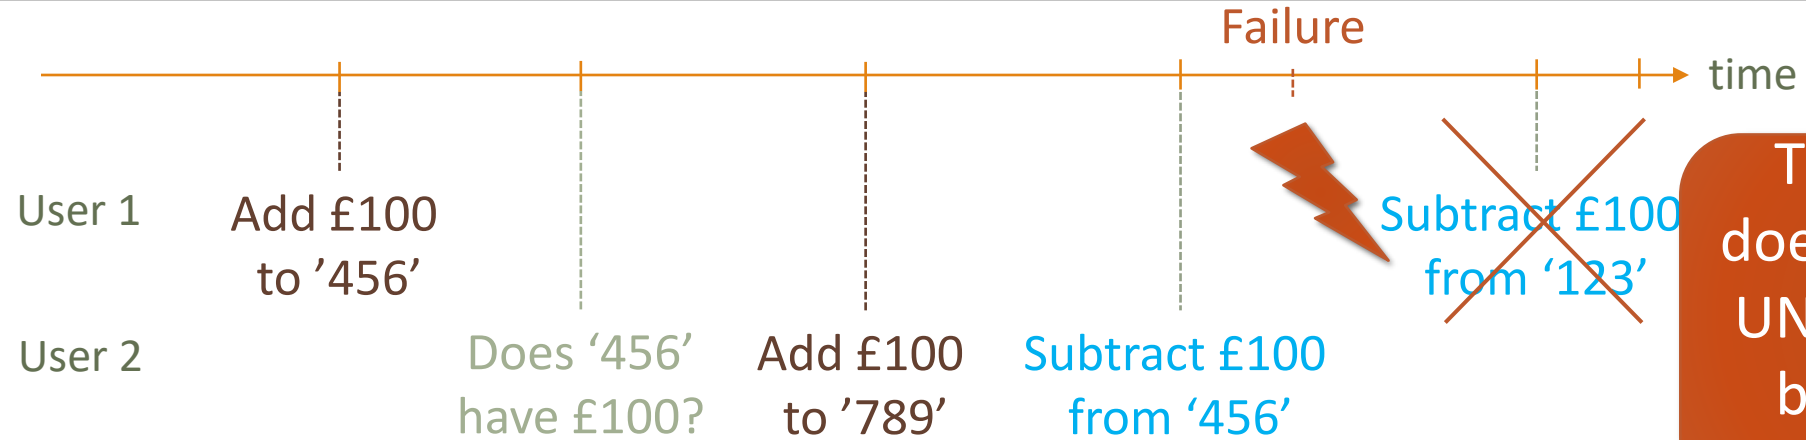 Failure
time
User 1
Add £100
to ’456’
Subtract £100
from ‘123’
User 2
Does ‘456’
have £100?
Add £100
to ’789’
Subtract £100
from ‘456’